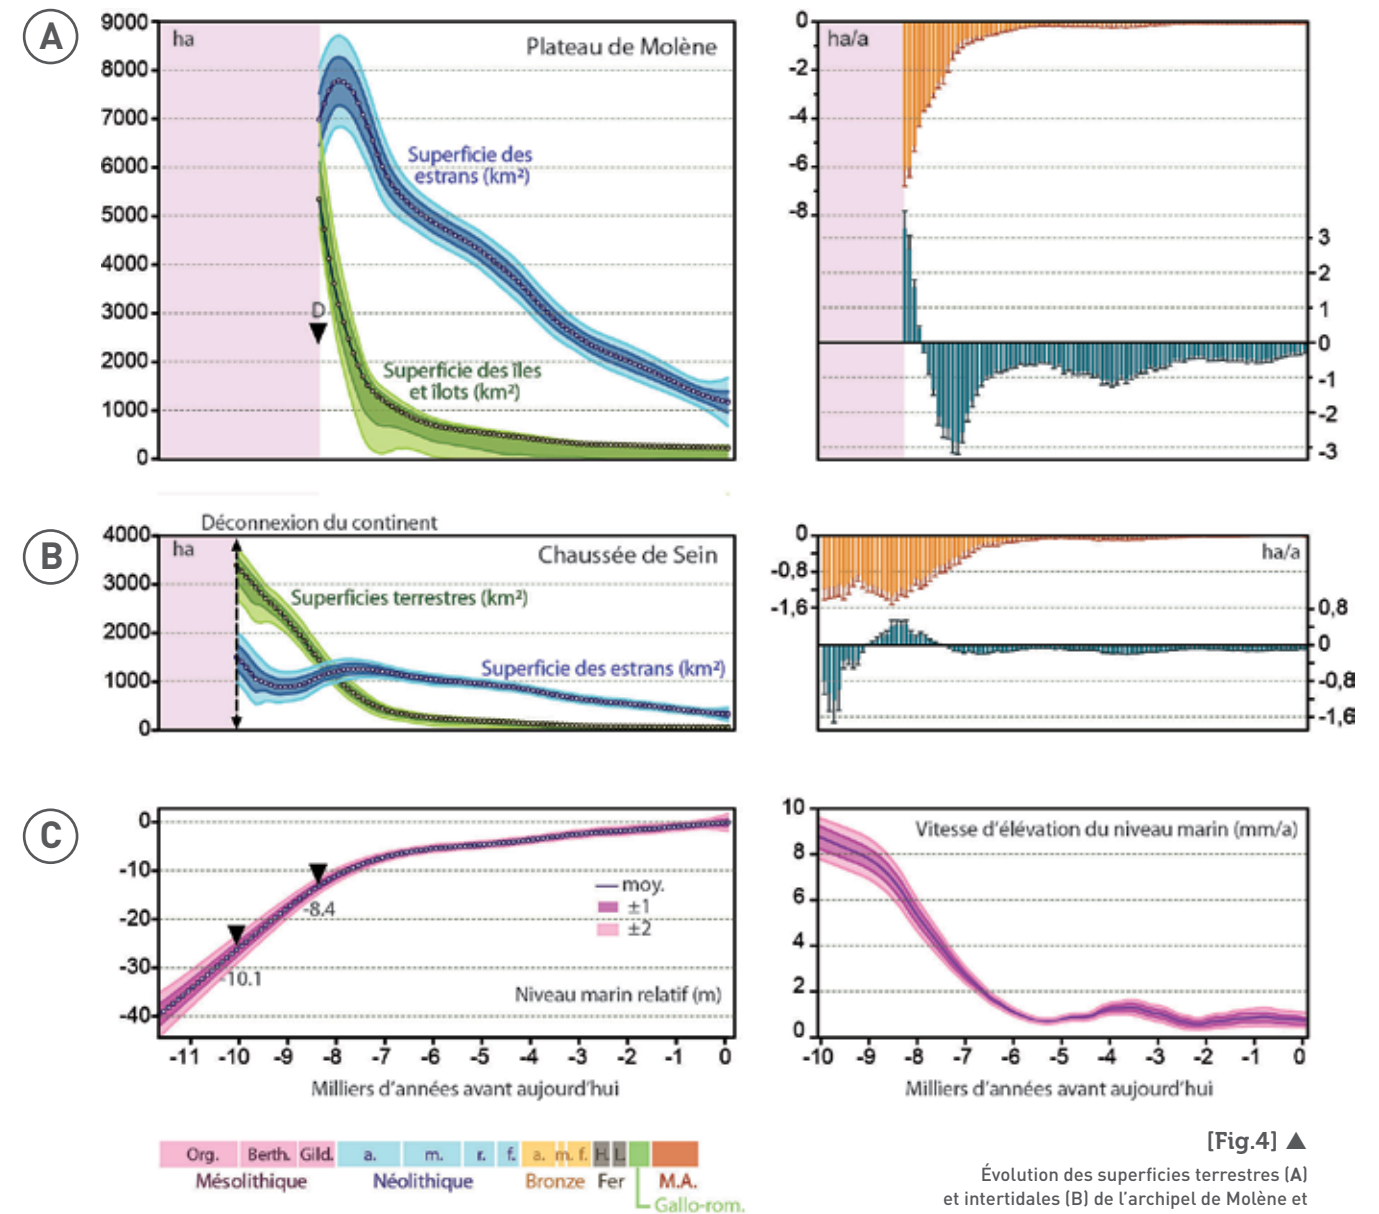 A
9000
8000
7000
6000
5000
4000
3000
2000
1000
0
ha
Plateau de Molène
Superficie des
estrans (km²)
D
Superficie des îles
et îlots (km²)
0
-2
-4
-6
-8
ha/a
3
2
1
0
-1
-2
-3
B
Déconnexion du continent
4000
3000
2000
1000
0
ha
Chaussée de Sein
Superficies terrestres (km²)
Superficie des estrans (km²)
0
-0,8
-1,6
ha/a
0,8
0
-0,8
-1,6
C
0
-10
-20
-30
-40
-8.4
-10.1
moy.
±1
±2
Niveau marin relatif (m)
-11 -10 -9 -8 -7 -6 -5 -4 -3 -2 -1 0
Milliers d'années avant aujourd'hui
10
8
6
4
2
0
Vitesse d'élévation du niveau marin (mm/a)
-10 -9 -8 -7 -6 -5 -4 -3 -2 -1 0
Milliers d'années avant aujourd'hui
Org. Berth. Gild. a. m. r. f. a. m. f. H. L.
Mésolithique Néolithique Bronze Fer M.A.
Gallo-rom.
[Fig.4] ▲
Évolution des superficies terrestres (A)
et intertidales (B) de l'archipel de Molène et